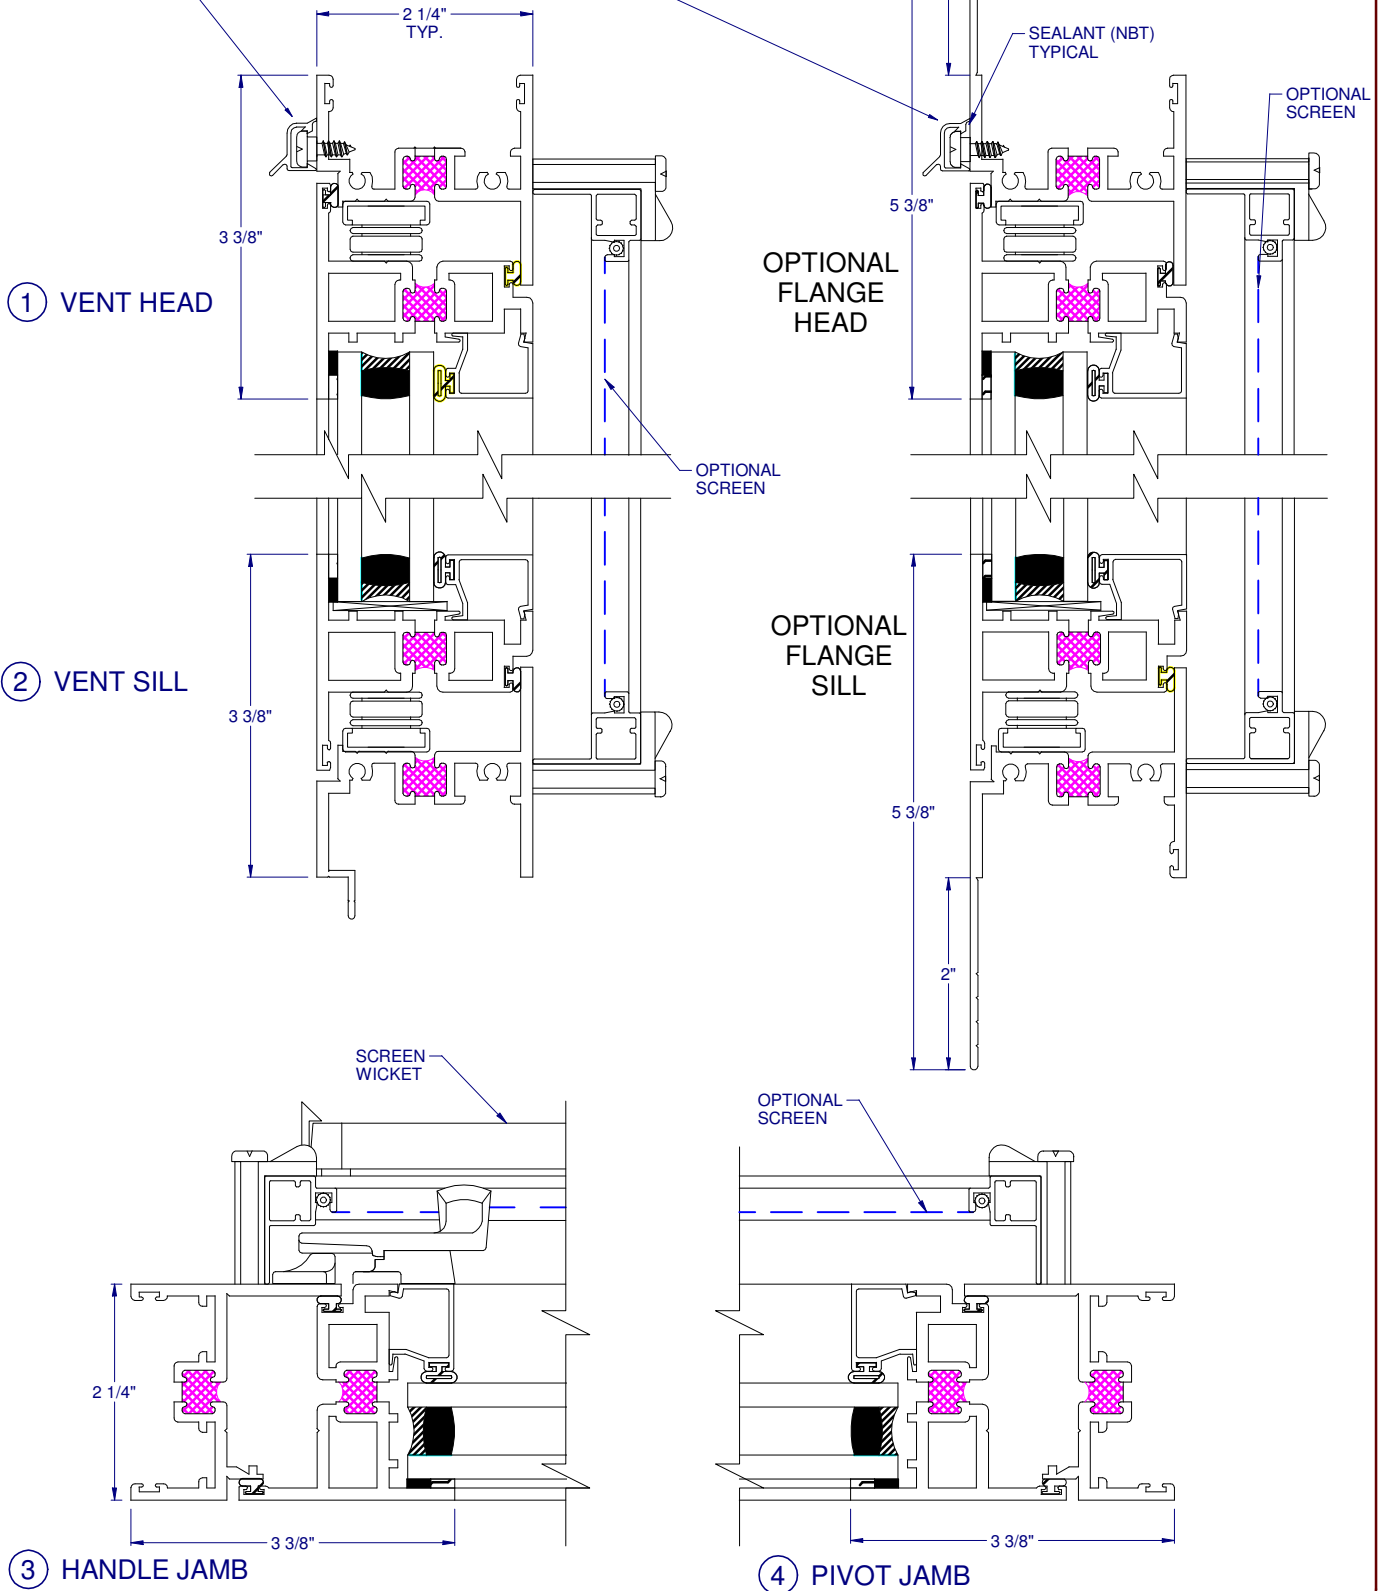 2 1/4"
TYP.
SEALANT (NBT)
TYPICAL
OPTIONAL
SCREEN
3 3/8"
5 3/8"
OPTIONAL
FLANGE
HEAD
1 VENT HEAD
OPTIONAL
SCREEN
OPTIONAL
FLANGE
SILL
2 VENT SILL
3 3/8"
5 3/8"
2"
SCREEN
WICKET
OPTIONAL
SCREEN
2 1/4"
3 3/8"
3 3/8"
3 HANDLE JAMB
4 PIVOT JAMB